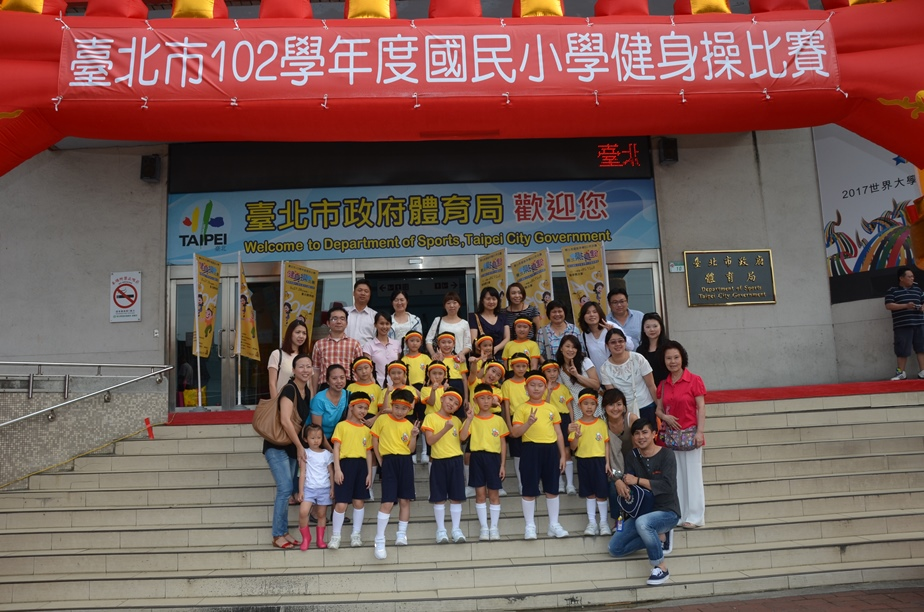 臺北市102學年度國民小學健身操比賽
臺北
臺北市政府體育局 歡迎您
TAIPEI
Welcome to Department of Sports, Taipei City Government
2017世界大學
臺北市政府
體育局
Department of Sports
Taipei City Government